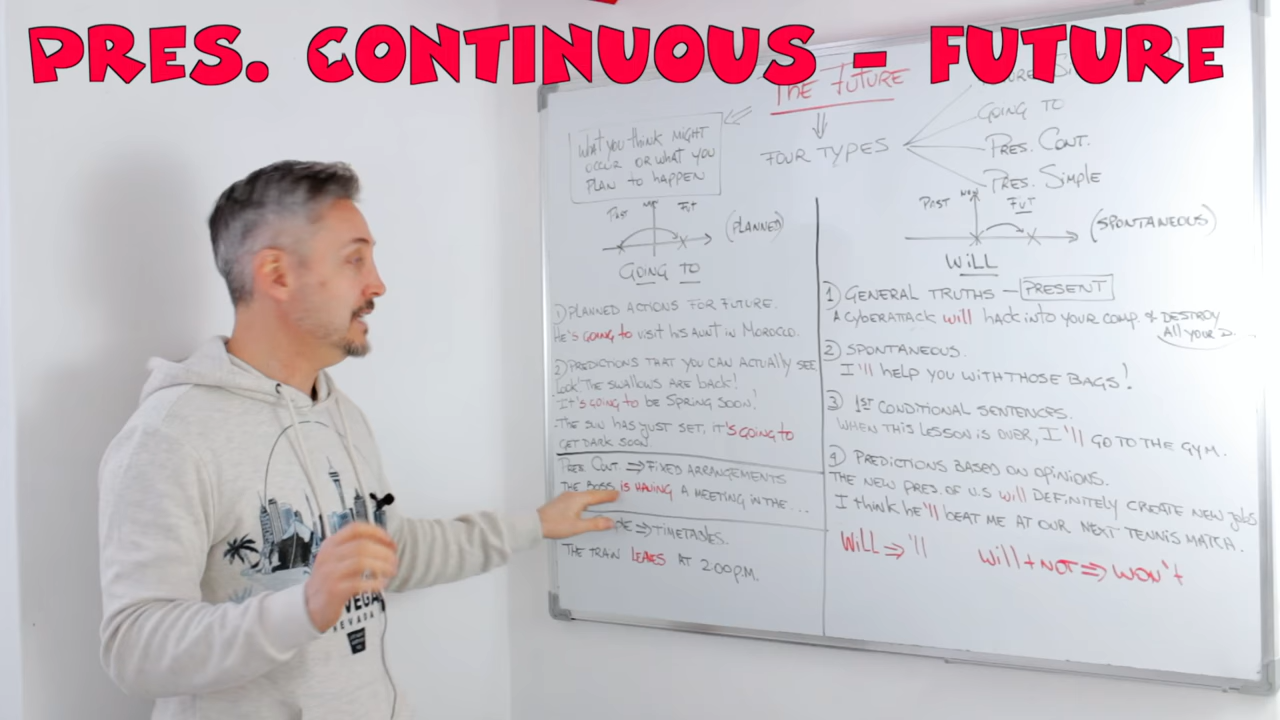 PRES. CONTINUOUS - FUTURE
THE FUTURE
WHAT YOU THINK MIGHT
OCCUR OR WHAT YOU
PLAN TO HAPPEN
FOUR TYPES
GOING TO
PRES. CONT.
PRES. SIMPLE
PAST NOW FUT
(PLANNED)
GOING TO
1) PLANNED ACTIONS FOR FUTURE.
HE'S GOING TO VISIT HIS AUNT IN MOROCCO.
2) PREDICTIONS THAT YOU CAN ACTUALLY SEE
LOOK! THE SWALLOWS ARE BACK!
IT'S GOING TO BE SPRING SOON!
THE SUN HAS JUST SET, IT'S GOING TO
GET DARK SOON
PRES. CONT. ⇒ FIXED ARRANGEMENTS
THE BOSS IS HAVING A MEETING IN THE...
⇒ TIMETABLES.
THE TRAIN LEAVES AT 2:00 P.M.
PAST NOW FUT
(SPONTANEOUS)
WILL
1) GENERAL TRUTHS – PRESENT
A CYBERATTACK will HACK INTO YOUR COMP. & DESTROY
ALL YOUR D...
2) SPONTANEOUS.
I'll HELP YOU WITH THOSE BAGS!
3) 1ST CONDITIONAL SENTENCES.
WHEN THIS LESSON IS OVER, I'll GO TO THE GYM.
4) PREDICTIONS BASED ON OPINIONS.
THE NEW PRES. OF U.S will DEFINITELY CREATE NEW JOBS
I THINK HE'll BEAT ME AT OUR NEXT TENNIS MATCH.
WILL ⇒ 'll
WILL + NOT ⇒ WON'T
VEGA
NEVADA